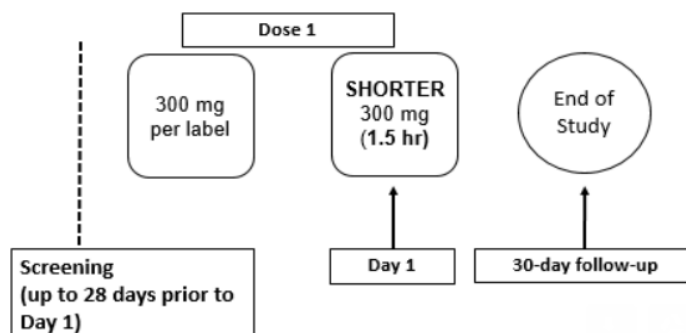 Dose 1
300 mg
per label
SHORTER
300 mg
(1.5 hr)
End of
Study
Screening
(up to 28 days prior to
Day 1)
Day 1
30-day follow-up